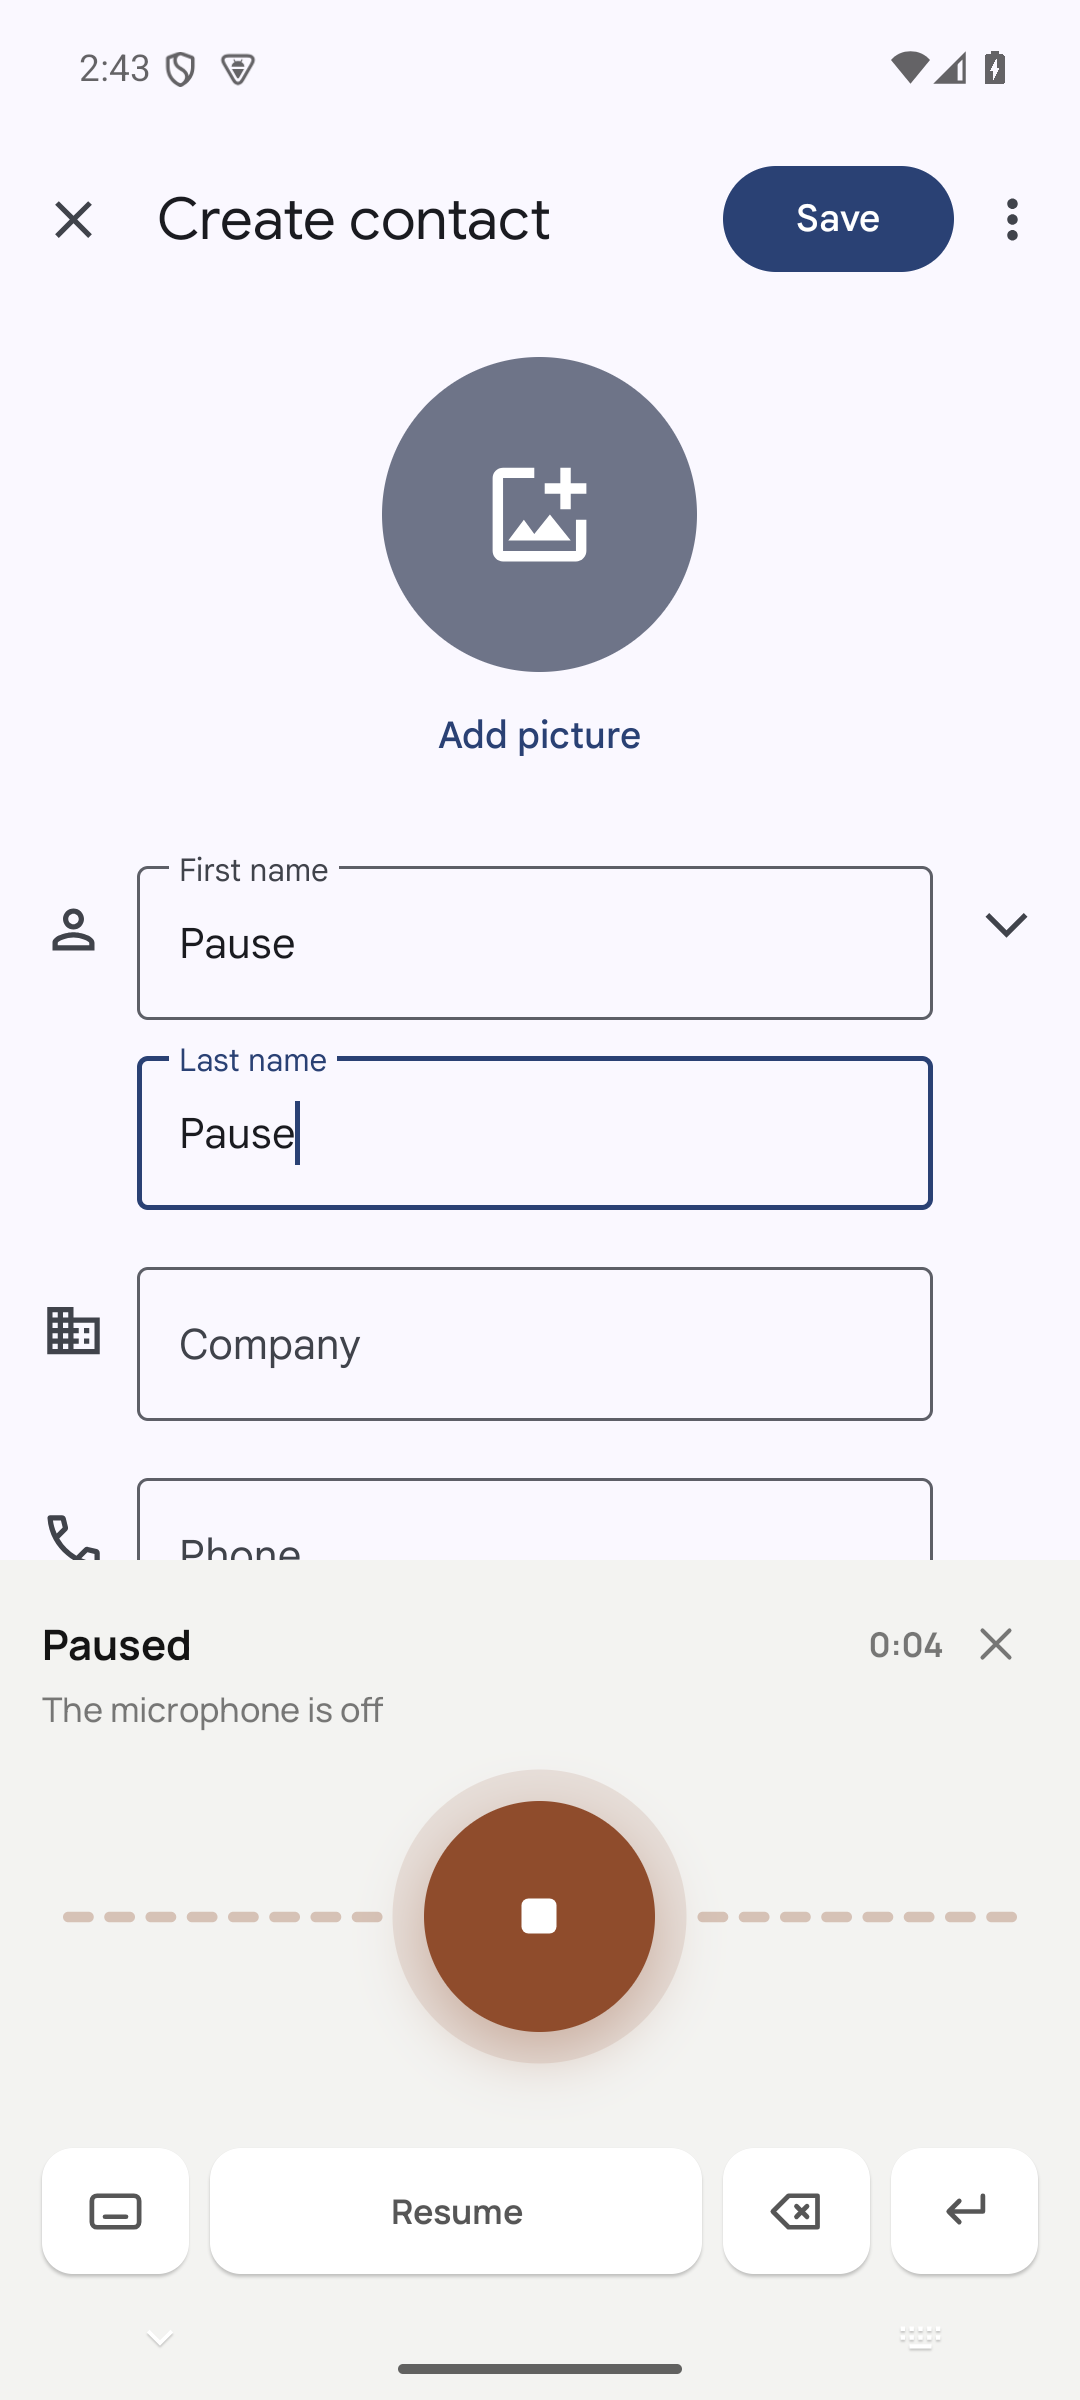 2:43
Create contact
Save
Add picture
First name
Pause
Last name
Pause
Company
Phone
Paused
0:04
The microphone is off
Resume